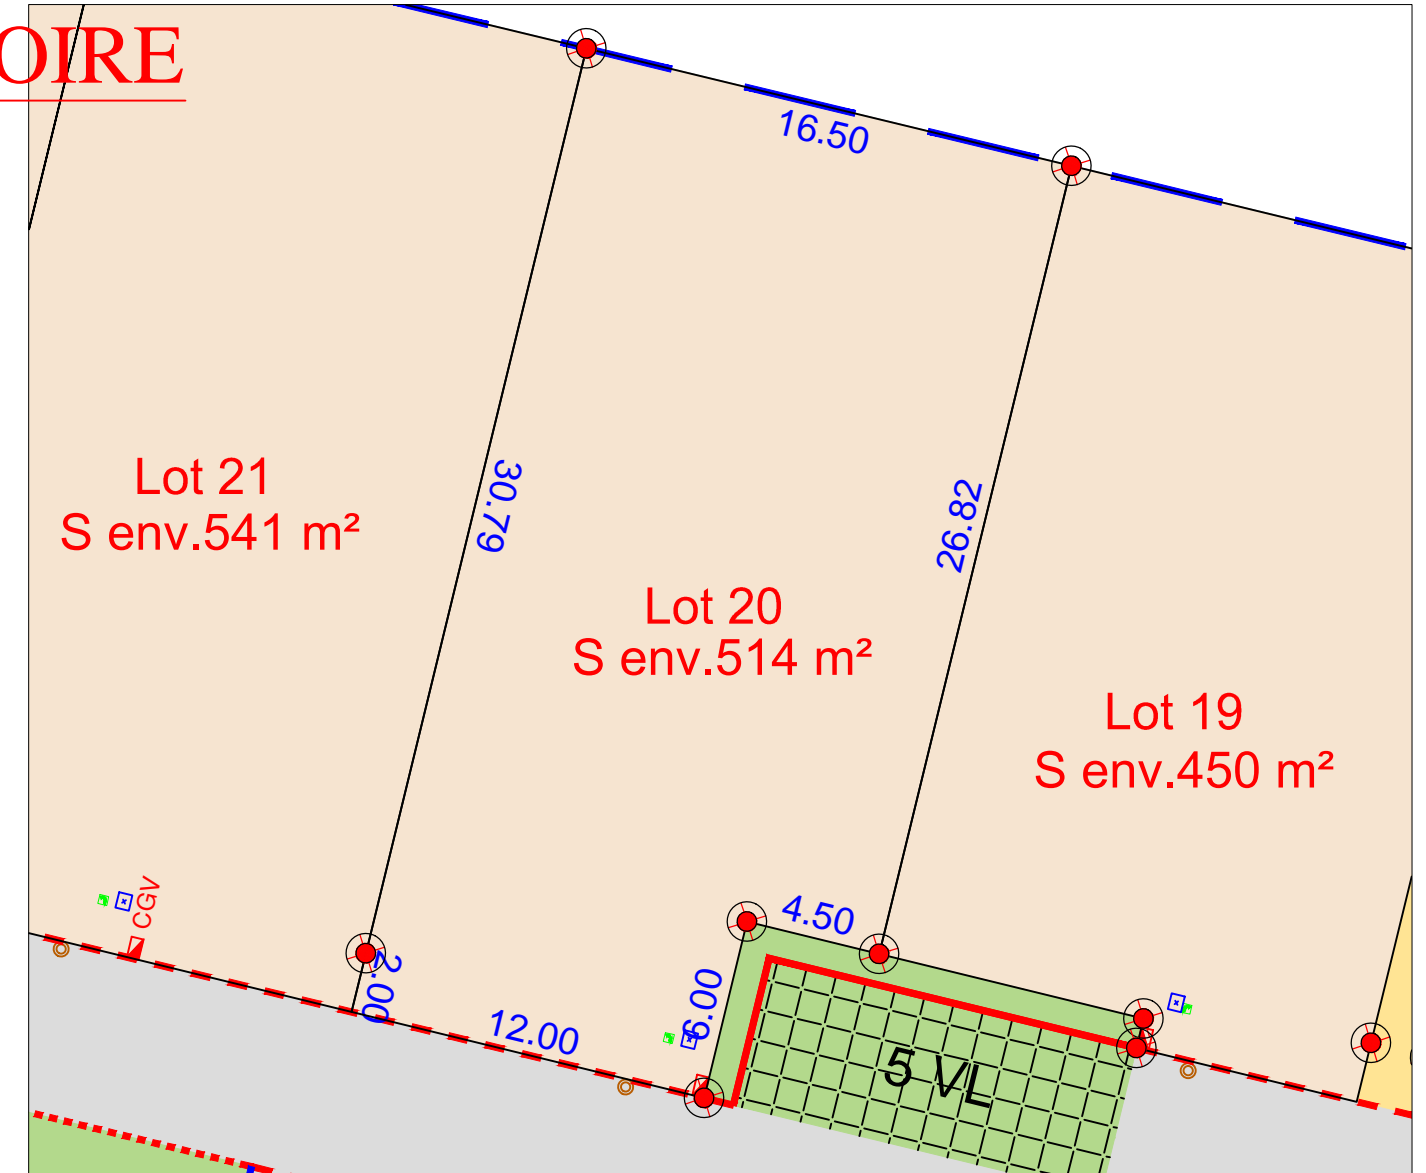 OIRE
16.50
30.79
26.82
Lot 21
S env.541 m²
Lot 20
S env.514 m²
Lot 19
S env.450 m²
CGV
4.50
2.00
6.00
12.00
5 VL